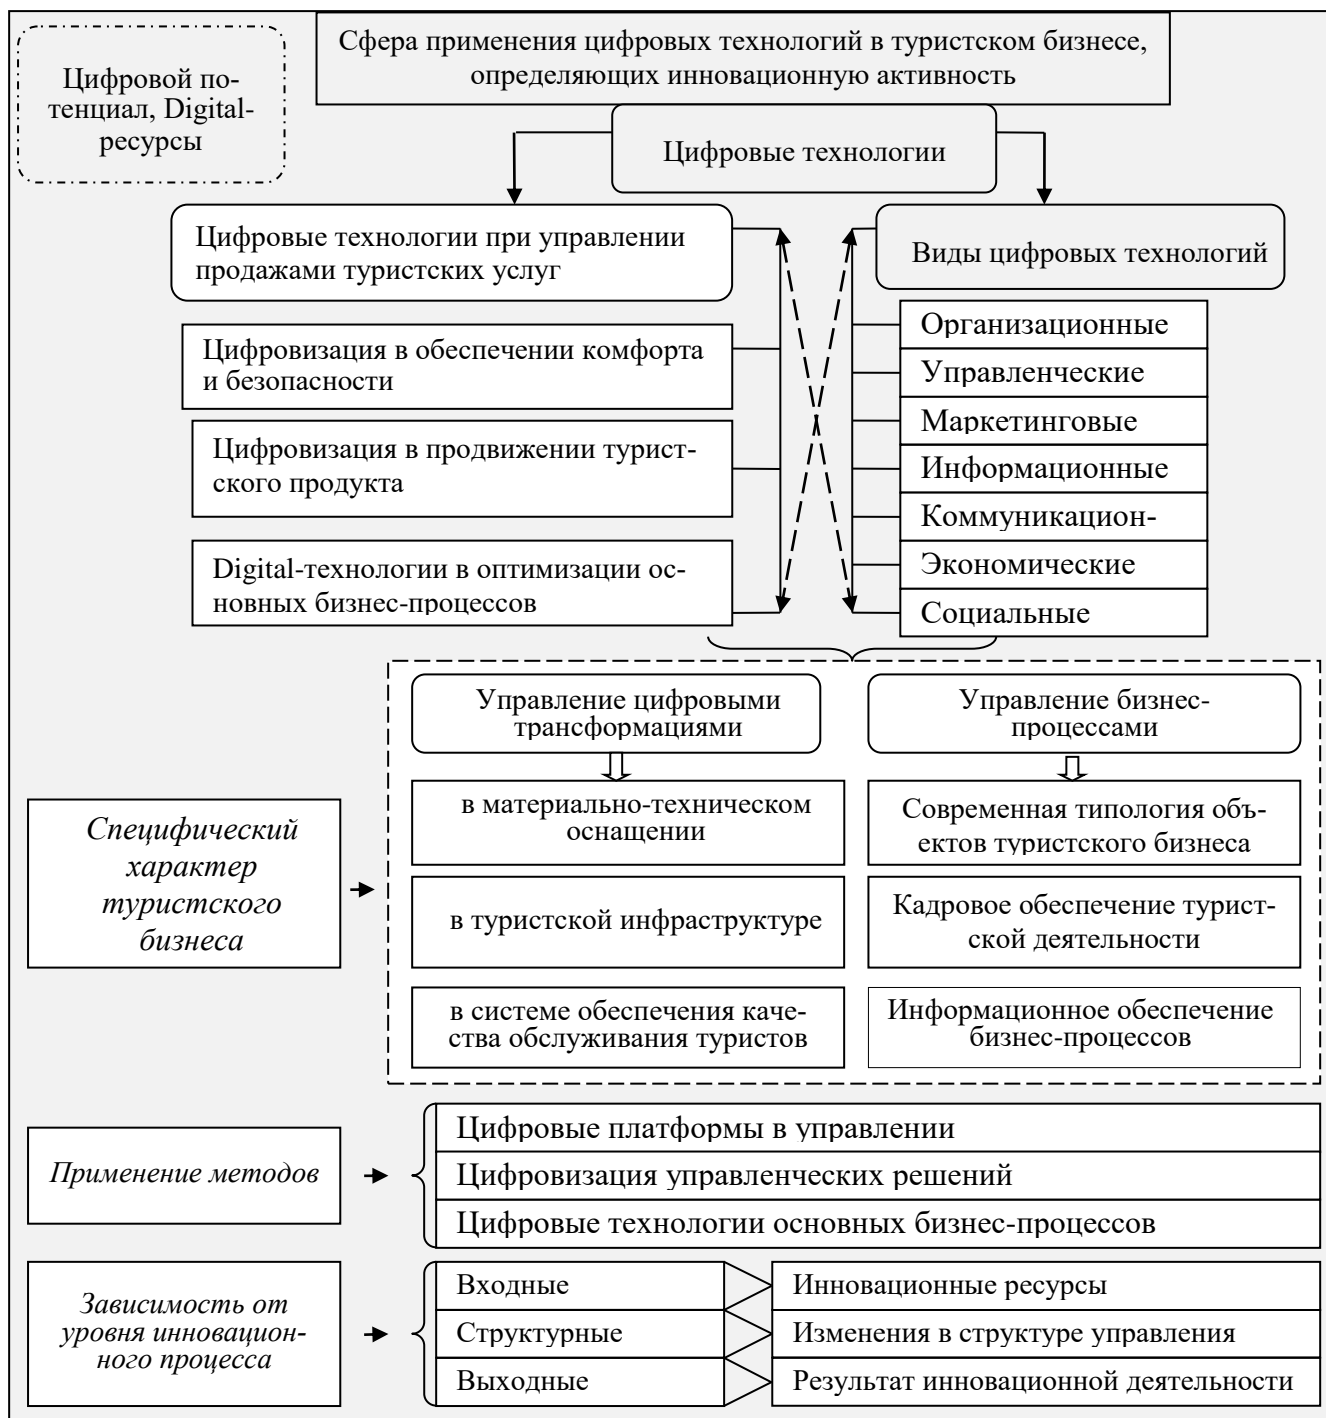 Сфера применения цифровых технологий в туристском бизнесе,
определяющих инновационную активность
Цифровой по-
тенциал, Digital-
ресурсы
Цифровые технологии
Цифровые технологии при управлении
продажами туристских услуг
Виды цифровых технологий
Цифровизация в обеспечении комфорта
и безопасности
Цифровизация в продвижении турист-
ского продукта
Digital-технологии в оптимизации ос-
новных бизнес-процессов
Организационные
Управленческие
Маркетинговые
Информационные
Коммуникацион-
Экономические
Социальные
Управление цифровыми
трансформациями
Управление бизнес-
процессами
Специфический
характер
туристского
бизнеса
в материально-техническом
оснащении
Современная типология объ-
ектов туристского бизнеса
в туристской инфраструктуре
Кадровое обеспечение турист-
ской деятельности
в системе обеспечения каче-
ства обслуживания туристов
Информационное обеспечение
бизнес-процессов
Применение методов
Цифровые платформы в управлении
Цифровизация управленческих решений
Цифровые технологии основных бизнес-процессов
Зависимость от
уровня инновацион-
ного процесса
Входные
Инновационные ресурсы
Структурные
Изменения в структуре управления
Выходные
Результат инновационной деятельности